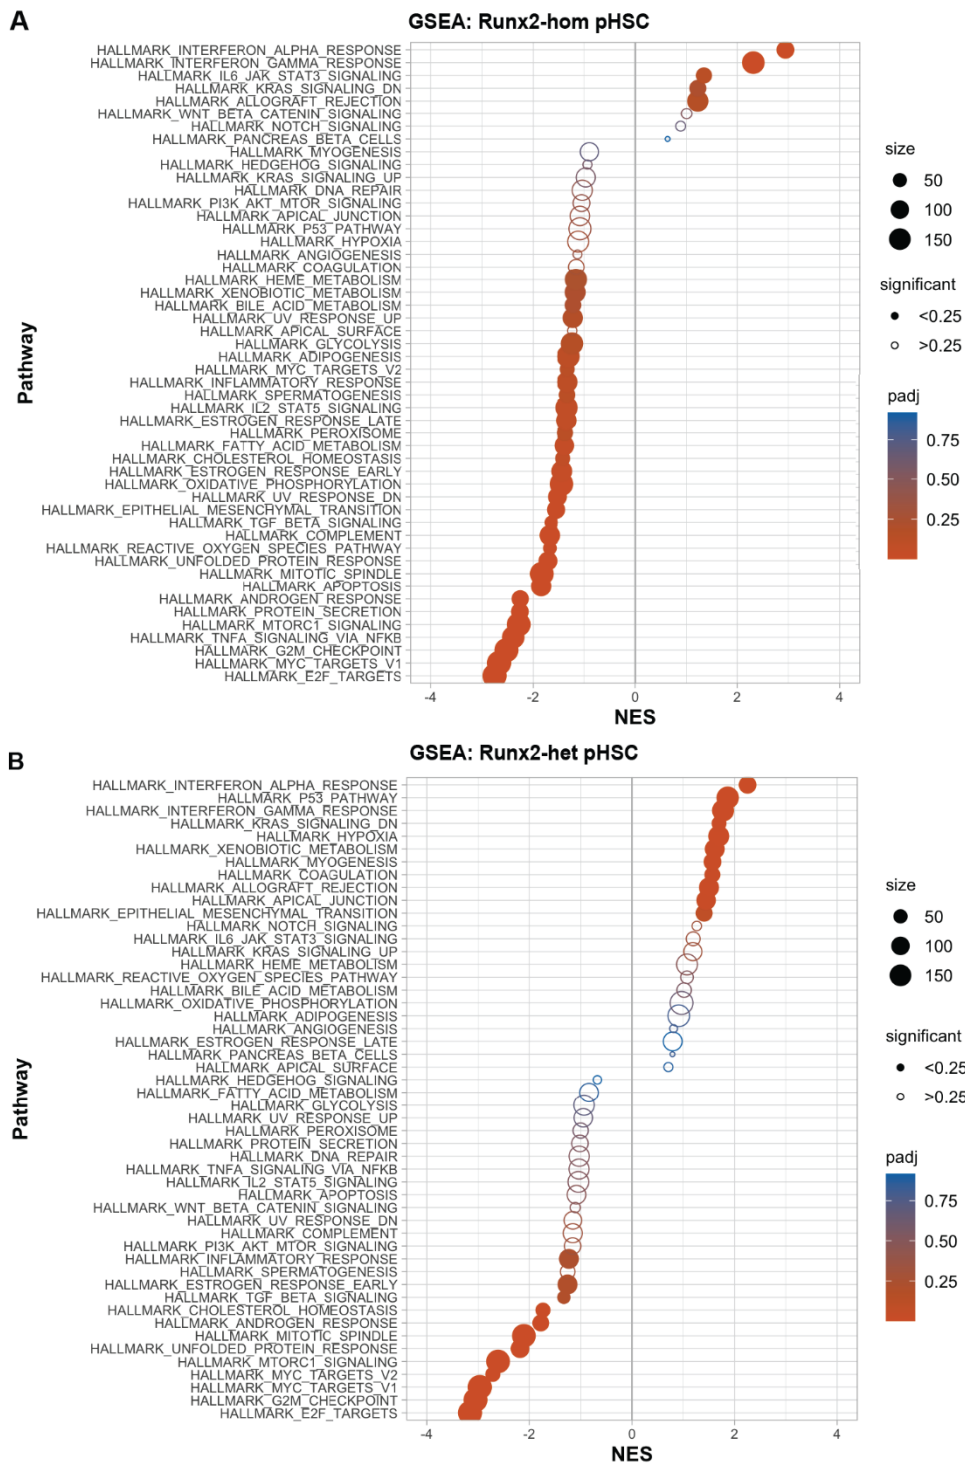 A
GSEA: Runx2-hom pHSC
HALLMARK_INTERFERON_ALPHA_RESPONSE
HALLMARK_INTERFERON_GAMMA_RESPONSE
HALLMARK_IL6_JAK_STAT3_SIGNALING
HALLMARK_KRAS_SIGNALING_DN
HALLMARK_ALLOGRAFT_REJECTION
HALLMARK_WNT_BETA_CATENIN_SIGNALING
HALLMARK_NOTCH_SIGNALING
HALLMARK_PANCREAS_BETA_CELLS
HALLMARK_MYOGENESIS
HALLMARK_HEDGEHOG_SIGNALING
HALLMARK_KRAS_SIGNALING_UP
HALLMARK_DNA_REPAIR
HALLMARK_PI3K_AKT_MTOR_SIGNALING
HALLMARK_APICAL_JUNCTION
HALLMARK_P53_PATHWAY
HALLMARK_HYPOXIA
HALLMARK_ANGIOGENESIS
HALLMARK_COAGULATION
HALLMARK_HEME_METABOLISM
HALLMARK_XENOBIOTIC_METABOLISM
HALLMARK_BILE_ACID_METABOLISM
HALLMARK_UV_RESPONSE_UP
HALLMARK_APICAL_SURFACE
HALLMARK_GLYCOLYSIS
HALLMARK_ADIPOGENESIS
HALLMARK_MYC_TARGETS_V2
HALLMARK_INFLAMMATORY_RESPONSE
HALLMARK_SPERMATOGENESIS
HALLMARK_IL2_STAT5_SIGNALING
HALLMARK_ESTROGEN_RESPONSE_LATE
HALLMARK_PEROXISOME
HALLMARK_FATTY_ACID_METABOLISM
HALLMARK_CHOLESTEROL_HOMEOSTASIS
HALLMARK_ESTROGEN_RESPONSE_EARLY
HALLMARK_OXIDATIVE_PHOSPHORYLATION
HALLMARK_UV_RESPONSE_DN
HALLMARK_EPITHELIAL_MESENCHYMAL_TRANSITION
HALLMARK_TGF_BETA_SIGNALING
HALLMARK_COMPLEMENT
HALLMARK_REACTIVE_OXYGEN_SPECIES_PATHWAY
HALLMARK_UNFOLDED_PROTEIN_RESPONSE
HALLMARK_MITOTIC_SPINDLE
HALLMARK_APOPTOSIS
HALLMARK_ANDROGEN_RESPONSE
HALLMARK_PROTEIN_SECRETION
HALLMARK_MTORC1_SIGNALING
HALLMARK_TNFA_SIGNALING_VIA_NFKB
HALLMARK_G2M_CHECKPOINT
HALLMARK_MYC_TARGETS_V1
HALLMARK_E2F_TARGETS
Pathway
-4 -2 0 2 4
NES
size
50
100
150
significant
<0.25
>0.25
padj
0.75
0.50
0.25
B
GSEA: Runx2-het pHSC
HALLMARK_INTERFERON_ALPHA_RESPONSE
HALLMARK_P53_PATHWAY
HALLMARK_INTERFERON_GAMMA_RESPONSE
HALLMARK_KRAS_SIGNALING_DN
HALLMARK_HYPOXIA
HALLMARK_XENOBIOTIC_METABOLISM
HALLMARK_MYOGENESIS
HALLMARK_COAGULATION
HALLMARK_ALLOGRAFT_REJECTION
HALLMARK_APICAL_JUNCTION
HALLMARK_EPITHELIAL_MESENCHYMAL_TRANSITION
HALLMARK_NOTCH_SIGNALING
HALLMARK_IL6_JAK_STAT3_SIGNALING
HALLMARK_KRAS_SIGNALING_UP
HALLMARK_HEME_METABOLISM
HALLMARK_REACTIVE_OXYGEN_SPECIES_PATHWAY
HALLMARK_BILE_ACID_METABOLISM
HALLMARK_OXIDATIVE_PHOSPHORYLATION
HALLMARK_ADIPOGENESIS
HALLMARK_ANGIOGENESIS
HALLMARK_ESTROGEN_RESPONSE_LATE
HALLMARK_PANCREAS_BETA_CELLS
HALLMARK_APICAL_SURFACE
HALLMARK_HEDGEHOG_SIGNALING
HALLMARK_FATTY_ACID_METABOLISM
HALLMARK_GLYCOLYSIS
HALLMARK_UV_RESPONSE_UP
HALLMARK_PEROXISOME
HALLMARK_PROTEIN_SECRETION
HALLMARK_DNA_REPAIR
HALLMARK_TNFA_SIGNALING_VIA_NFKB
HALLMARK_IL2_STAT5_SIGNALING
HALLMARK_APOPTOSIS
HALLMARK_WNT_BETA_CATENIN_SIGNALING
HALLMARK_UV_RESPONSE_DN
HALLMARK_COMPLEMENT
HALLMARK_PI3K_AKT_MTOR_SIGNALING
HALLMARK_INFLAMMATORY_RESPONSE
HALLMARK_SPERMATOGENESIS
HALLMARK_ESTROGEN_RESPONSE_EARLY
HALLMARK_TGF_BETA_SIGNALING
HALLMARK_CHOLESTEROL_HOMEOSTASIS
HALLMARK_ANDROGEN_RESPONSE
HALLMARK_MITOTIC_SPINDLE
HALLMARK_UNFOLDED_PROTEIN_RESPONSE
HALLMARK_MTORC1_SIGNALING
HALLMARK_MYC_TARGETS_V2
HALLMARK_MYC_TARGETS_V1
HALLMARK_G2M_CHECKPOINT
HALLMARK_E2F_TARGETS
Pathway
-4 -2 0 2 4
NES
size
50
100
150
significant
<0.25
>0.25
padj
0.75
0.50
0.25